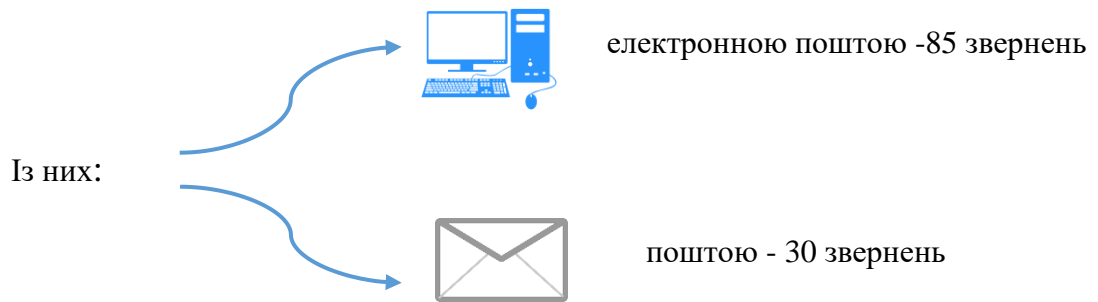 електронною поштою -85 звернень
Із них:
поштою - 30 звернень